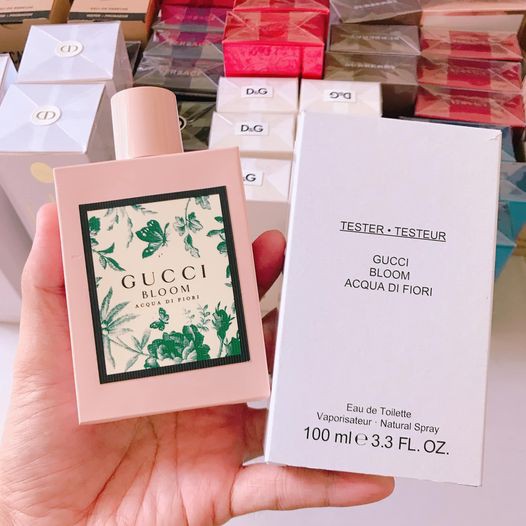 D&G
D&G
D&G
D&G
GUCCI
BLOOM
ACQUA DI FIORI
TESTER • TESTEUR
GUCCI
BLOOM
ACQUA DI FIORI
Eau de Toilette
Vaporisateur · Natural Spray
100 ml ℮ 3.3 FL. OZ.